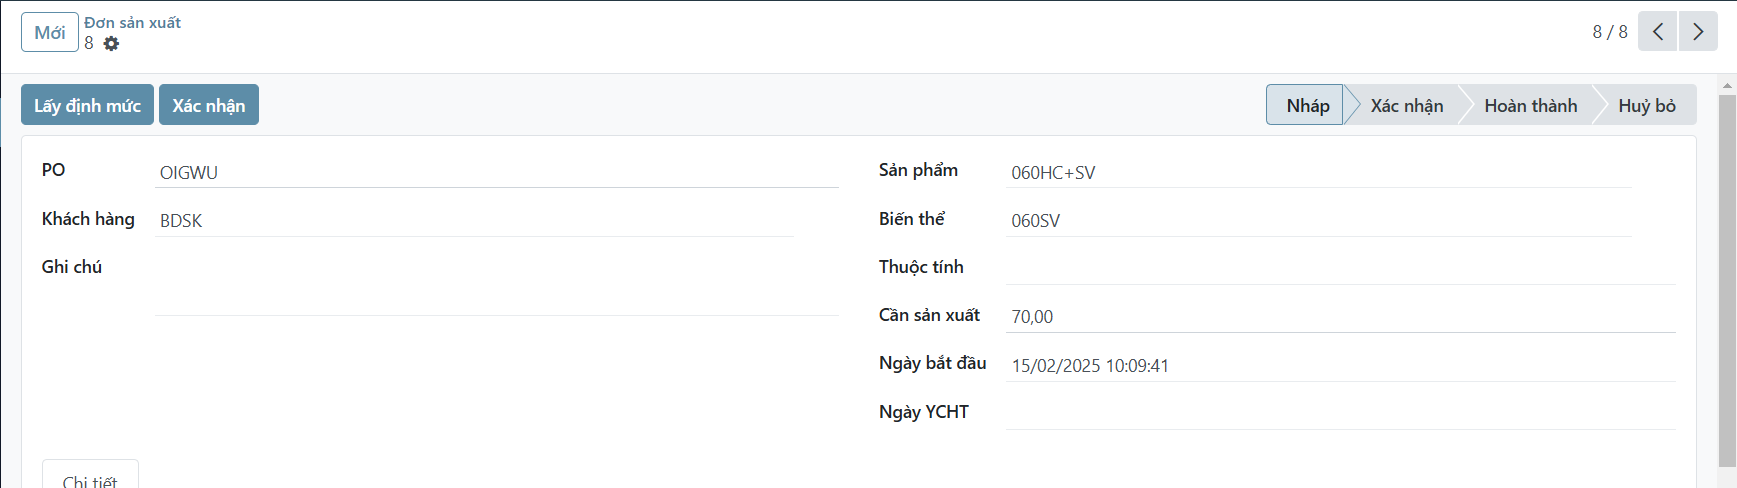 Mới
Đơn sản xuất
8
8 / 8
Lấy định mức
Xác nhận
Nháp
Xác nhận
Hoàn thành
Huỷ bỏ
PO
OIGWU
Khách hàng
BDSK
Ghi chú
Sản phẩm
060HC+SV
Biến thể
060SV
Thuộc tính
Cần sản xuất
70,00
Ngày bắt đầu
15/02/2025 10:09:41
Ngày YCHT
Chi tiết